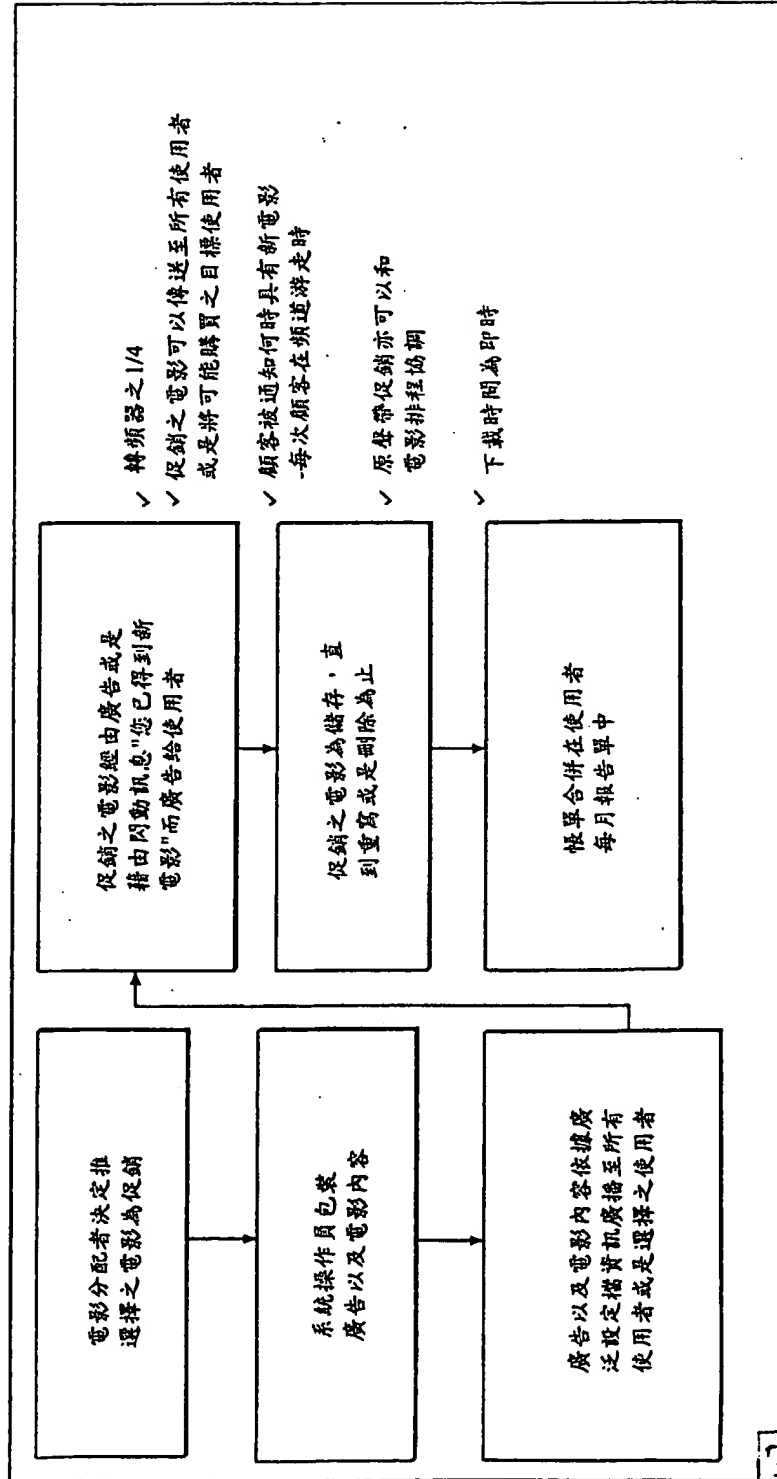 電影分配者決定推
選擇之電影為促銷
系統操作員包裝
廣告以及電影內容
廣告以及電影內容依據廣
泛設定檔資訊廣播至所有
使用者或是選擇之使用者
促銷之電影經由廣告或是
藉由閃動訊息"您已得到新
電影"而廣告給使用者
促銷之電影為儲存，直
到重寫或是刪除為止
帳單合併在使用者
每月報告單中
✓ 轉頻器之1/4
✓ 促銷之電影可以傳送至所有使用者
或是將可能購買之目標使用者
✓ 顧客被通知何時具有新電影
-每次顧客在頻道游走時
✓ 原聲帶促銷亦可以和
電影排程協調
✓ 下載時間為即時